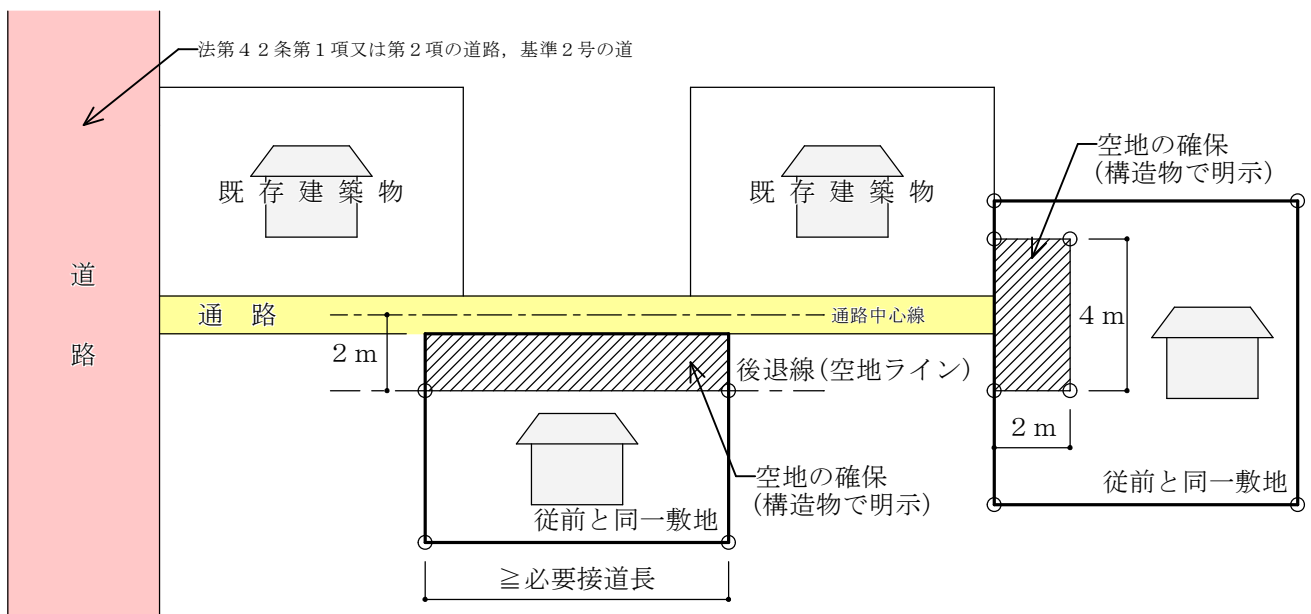 法第４２条第１項又は第２項の道路，基準２号の道
道
路
既存建築物
既存建築物
空地の確保
(構造物で明示)
通路
通路中心線
2ｍ
4ｍ
後退線(空地ライン)
2ｍ
空地の確保
(構造物で明示)
従前と同一敷地
従前と同一敷地
≧必要接道長